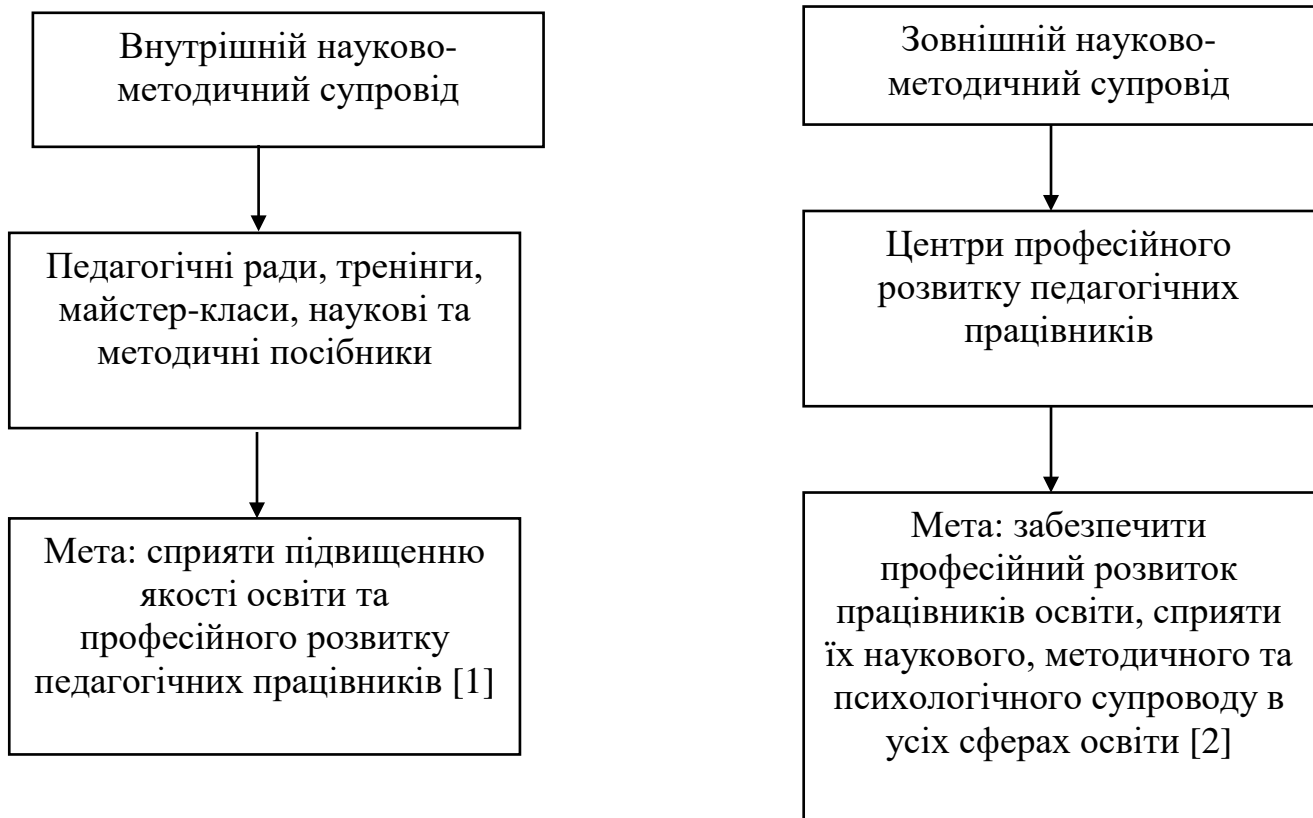 Внутрішній науково-
методичний супровід
Педагогічні ради, тренінги,
майстер-класи, наукові та
методичні посібники
Мета: сприяти підвищенню
якості освіти та
професійного розвитку
педагогічних працівників [1]
Зовнішній науково-
методичний супровід
Центри професійного
розвитку педагогічних
працівників
Мета: забезпечити
професійний розвиток
працівників освіти, сприяти
їх наукового, методичного та
психологічного супроводу в
усіх сферах освіти [2]